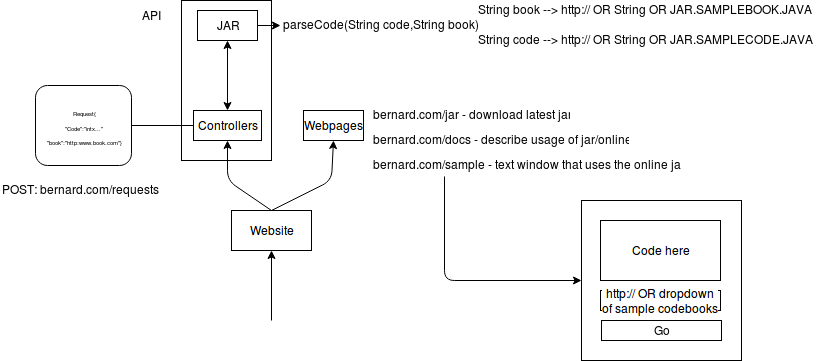 API
JAR
parseCode(String code,String book)
String book --> http:// OR String OR JAR.SAMPLEBOOK.JAVA
String code --> http:// OR String OR JAR.SAMPLECODE.JAVA
Request{
"Code":"int x...."
"book":"http:www.book.com"}
POST: bernard.com/requests
Controllers
Webpages
bernard.com/jar - download latest jar
bernard.com/docs - describe usage of jar/online
bernard.com/sample - text window that uses the online ja
Website
Code here
http:// OR dropdown
of sample codebooks
Go